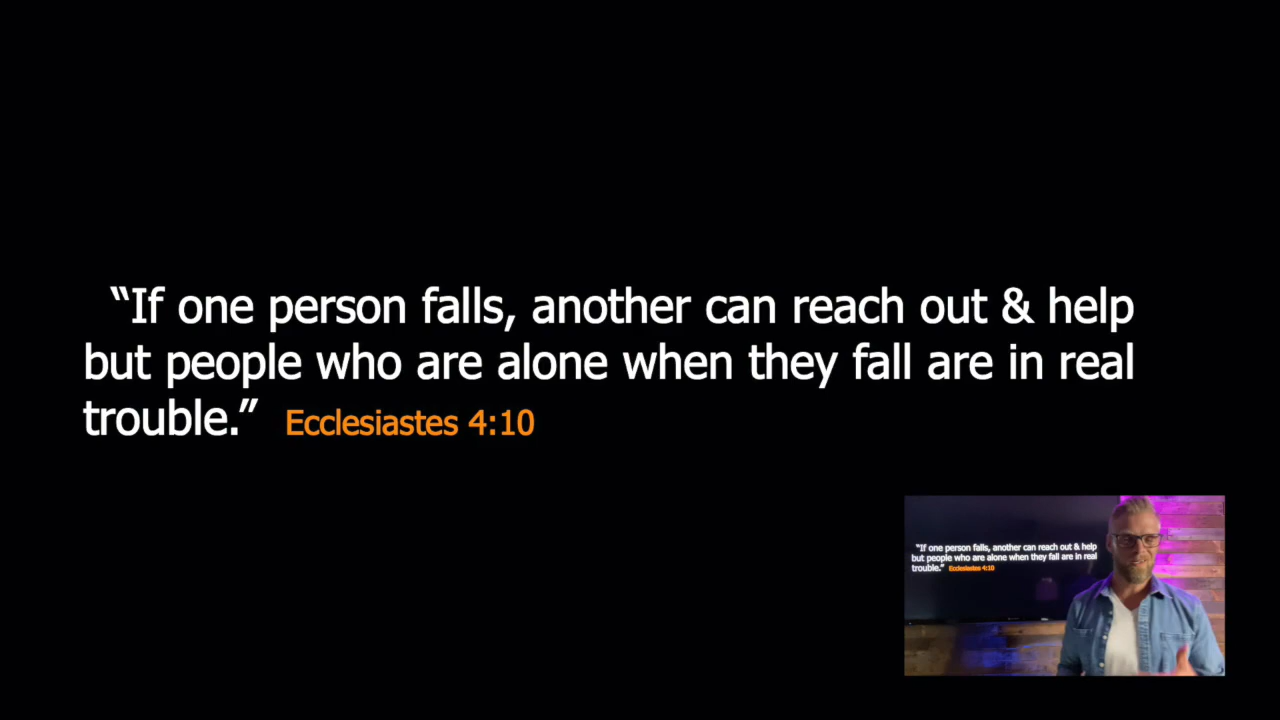 “If one person falls, another can reach out & help
but people who are alone when they fall are in real
trouble.” Ecclesiastes 4:10
“If one person falls, another can reach out & help
but people who are alone when they fall are in real
trouble.” Ecclesiastes 4:10